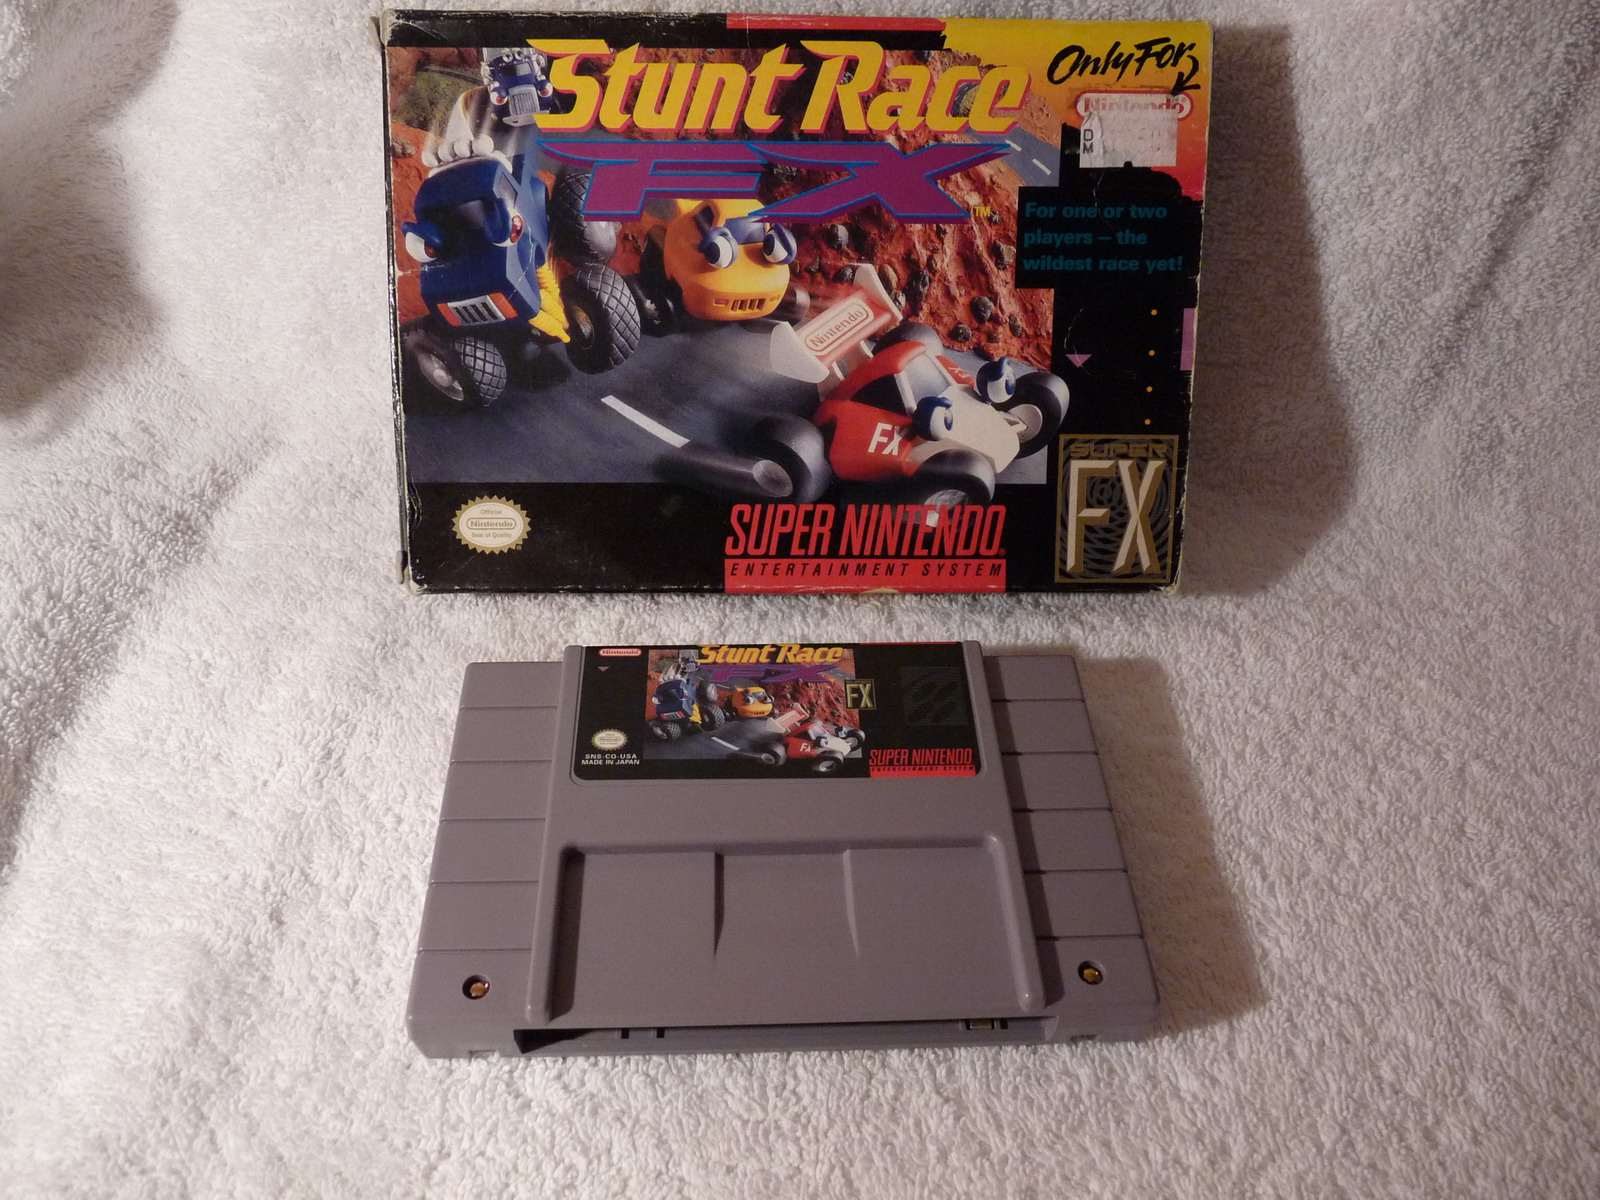 Stunt Race
FX
TM
Only For
Nintendo
For one or two
players – the
wildest race yet!
Nintendo
FX
Official
Nintendo
Seal of Quality
SUPER NINTENDO
ENTERTAINMENT SYSTEM
SUPER
FX
Nintendo
Stunt Race
FX
FX
FX
SNS-CQ-USA
MADE IN JAPAN
SUPER NINTENDO
ENTERTAINMENT SYSTEM